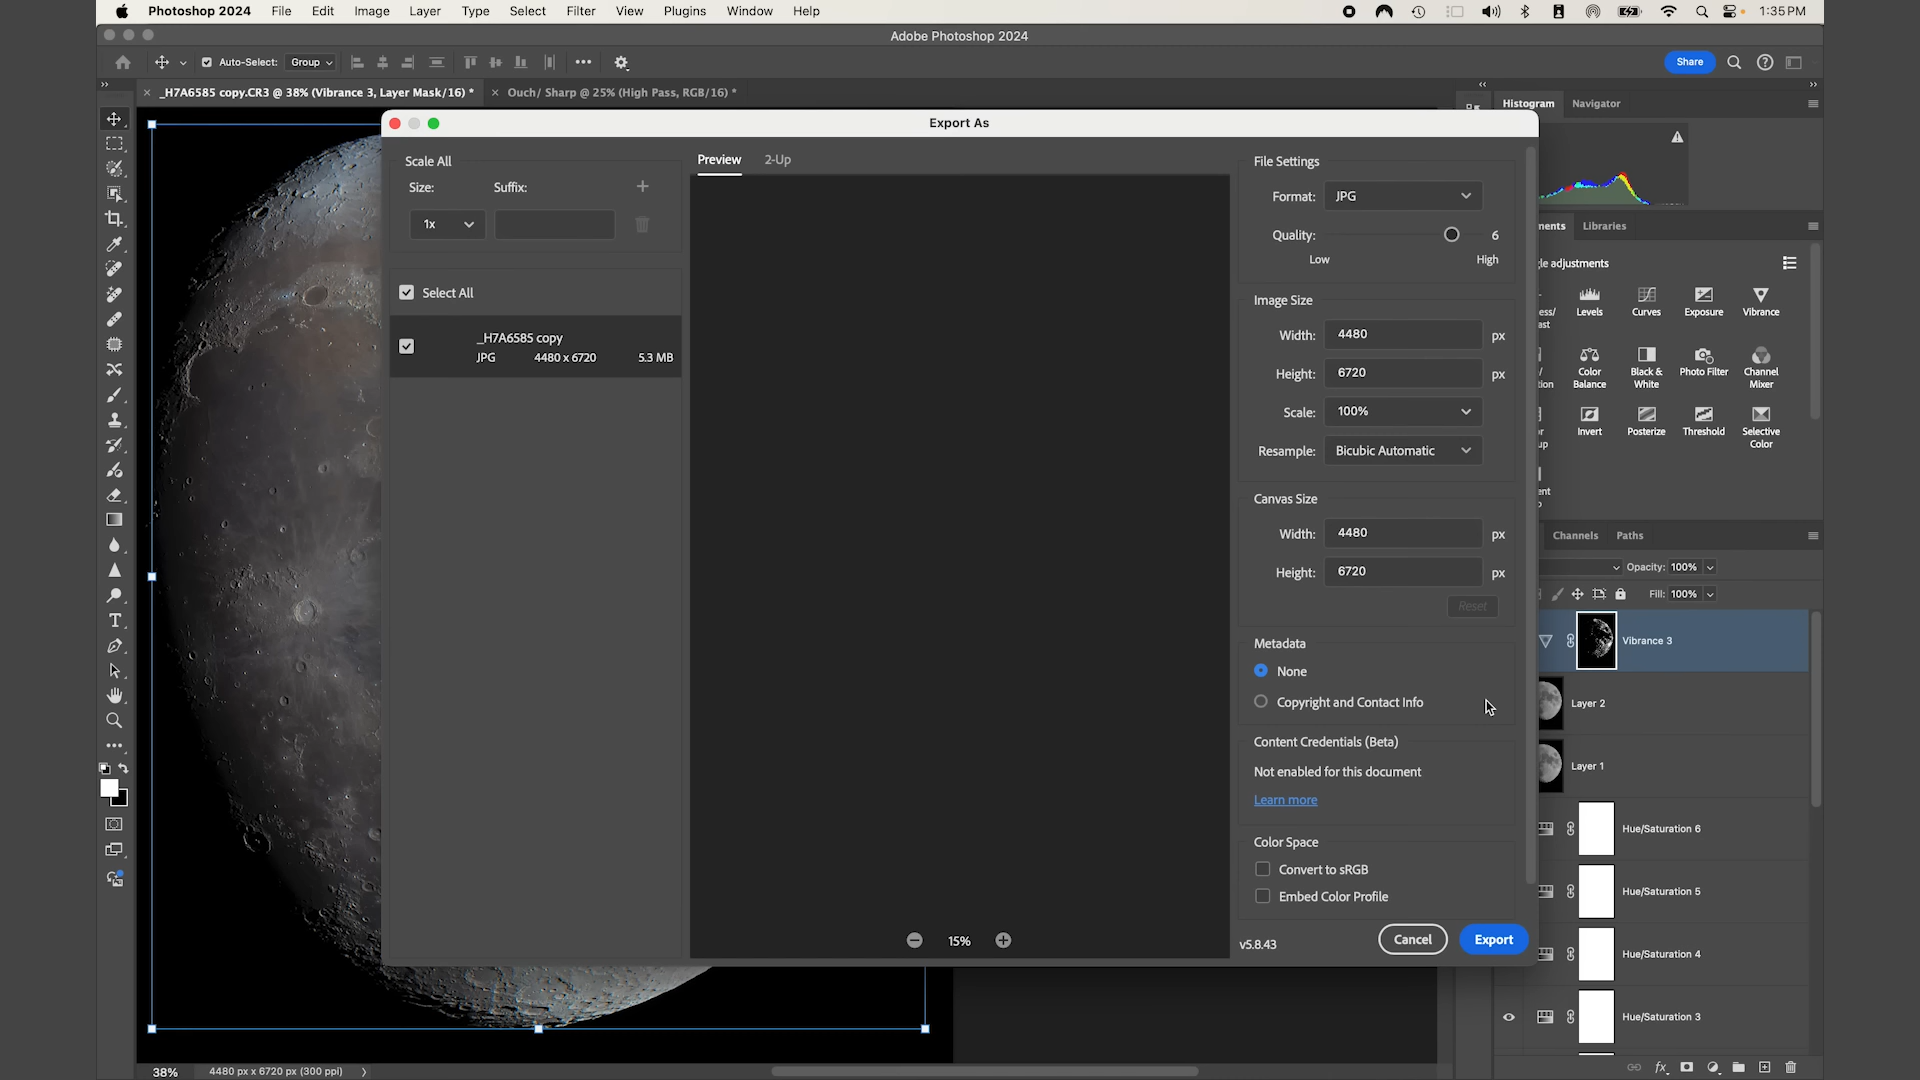 Photoshop 2024 File Edit Image Layer Type Select Filter View Plugins Window Help 1:35 PM
Adobe Photoshop 2024
Auto-Select: Group Share
_H7A6585 copy.CR3 @ 38% (Vibrance 3, Layer Mask/16) * Ouch/ Sharp @ 25% (High Pass, RGB/16) *
Histogram Navigator
Export As
Scale All
Size: Suffix:
1x
Select All
_H7A6585 copy
JPG 4480 x 6720 5.3 MB
Preview 2-Up
15%
File Settings
Format: JPG
Quality: 6
Low High
Image Size
Width: 4480 px
Height: 6720 px
Scale: 100%
Resample: Bicubic Automatic
Canvas Size
Width: 4480 px
Height: 6720 px
Reset
Metadata
None
Copyright and Contact Info
Content Credentials (Beta)
Not enabled for this document
Learn more
Color Space
Convert to sRGB
Embed Color Profile
v5.8.43 Cancel Export
ments Libraries
le adjustments
ess/ Levels Curves Exposure Vibrance
ast
Color Black & Photo Filter Channel
tion Balance White Mixer
Invert Posterize Threshold Selective
up Color
ent
Channels Paths
Opacity: 100%
Fill: 100%
Vibrance 3
Layer 2
Layer 1
Hue/Saturation 6
Hue/Saturation 5
Hue/Saturation 4
Hue/Saturation 3
38% 4480 px x 6720 px (300 ppi)